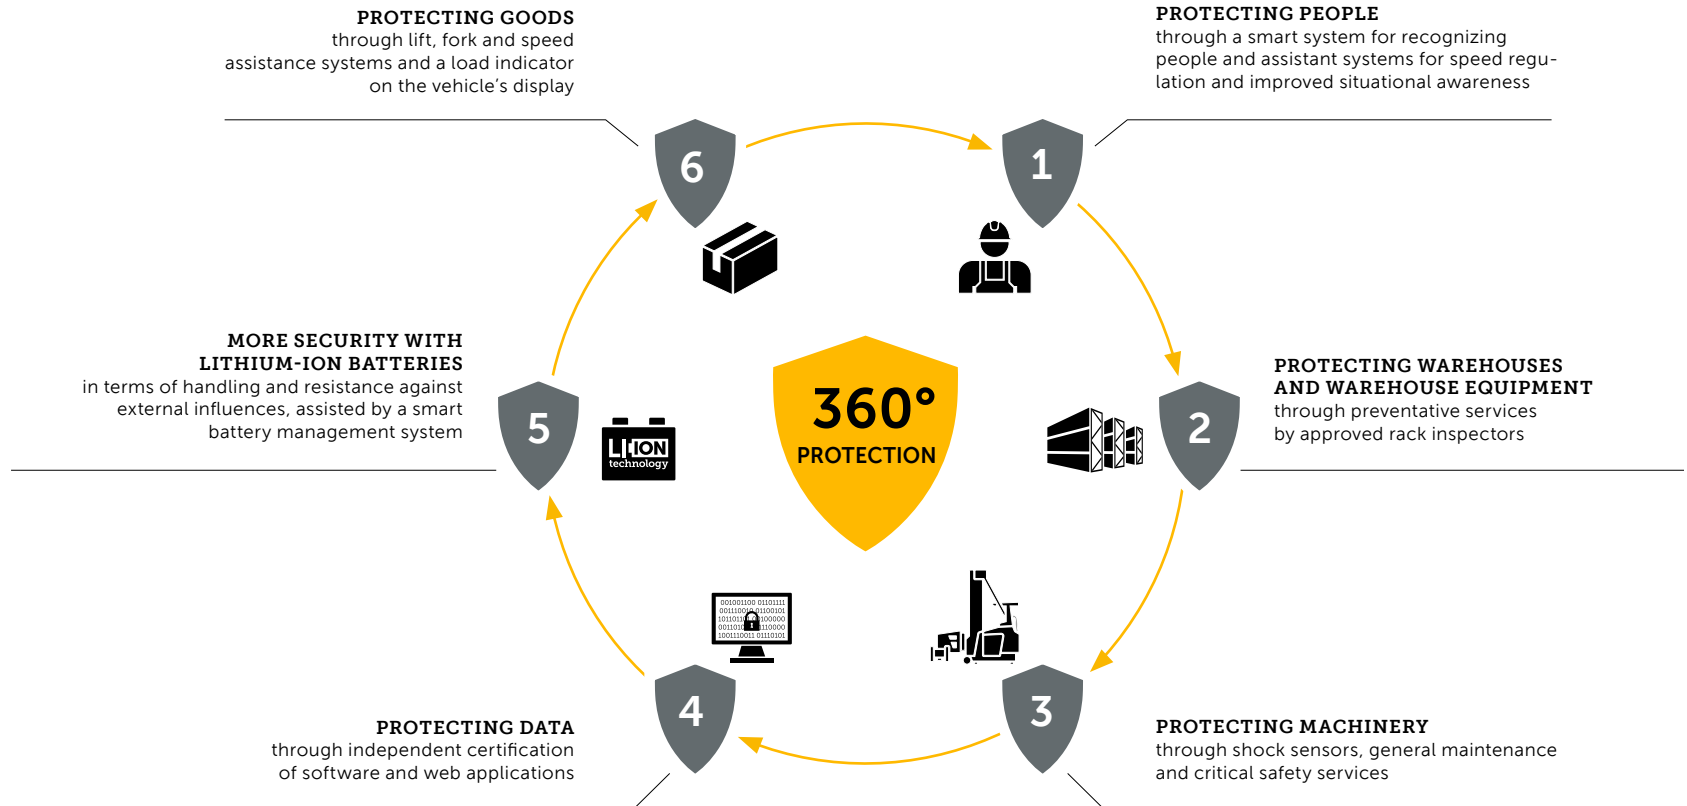 PROTECTING GOODS
through lift, fork and speed
assistance systems and a load indicator
on the vehicle's display
6
PROTECTING PEOPLE
through a smart system for recognizing
people and assistant systems for speed regu-
lation and improved situational awareness
1
MORE SECURITY WITH
LITHIUM-ION BATTERIES
in terms of handling and resistance against
external influences, assisted by a smart
battery management system
5
LI-ION
technology
360°
PROTECTION
2
PROTECTING WAREHOUSES
AND WAREHOUSE EQUIPMENT
through preventative services
by approved rack inspectors
001001100 01101111
1001110011 01110101
4
PROTECTING DATA
through independent certification
of software and web applications
3
PROTECTING MACHINERY
through shock sensors, general maintenance
and critical safety services